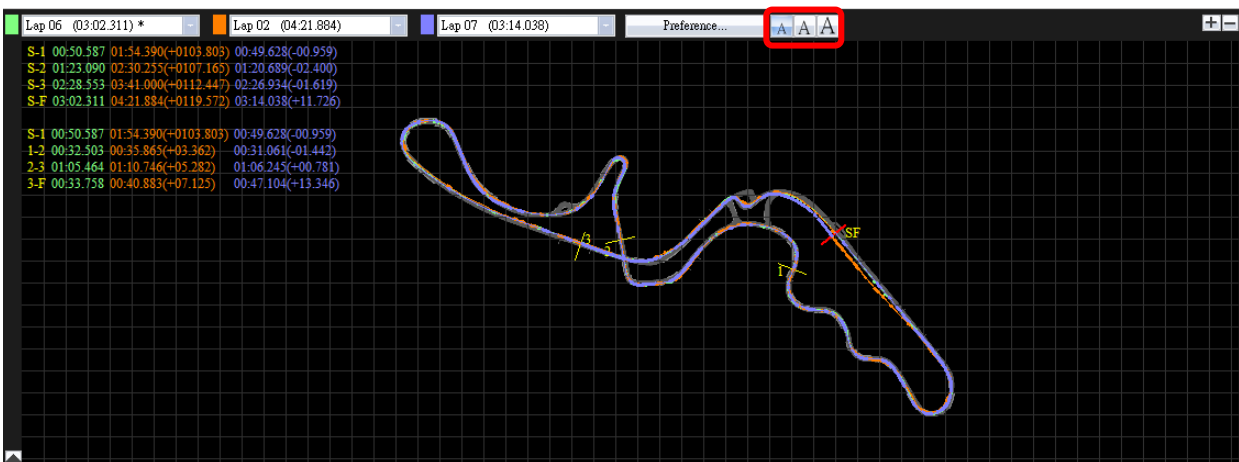 Lap 06 (03:02.311) * Lap 02 (04:21.884) Lap 07 (03:14.038) Preference... A A A + -
S-1 00:50.587 01:54.390(+0103.803) 00:49.628(-00.959)
S-2 01:23.090 02:30.255(+0107.165) 01:20.689(-02.400)
S-3 02:28.553 03:41.000(+0112.447) 02:26.934(-01.619)
S-F 03:02.311 04:21.884(+0119.572) 03:14.038(+11.726)
S-1 00:50.587 01:54.390(+0103.803) 00:49.628(-00.959)
1-2 00:32.503 00:35.865(+03.362) 00:31.061(-01.442)
2-3 01:05.464 01:10.746(+05.282) 01:06.245(+00.781)
3-F 00:33.758 00:40.883(+07.125) 00:47.104(+13.346)
SF
3
2
1